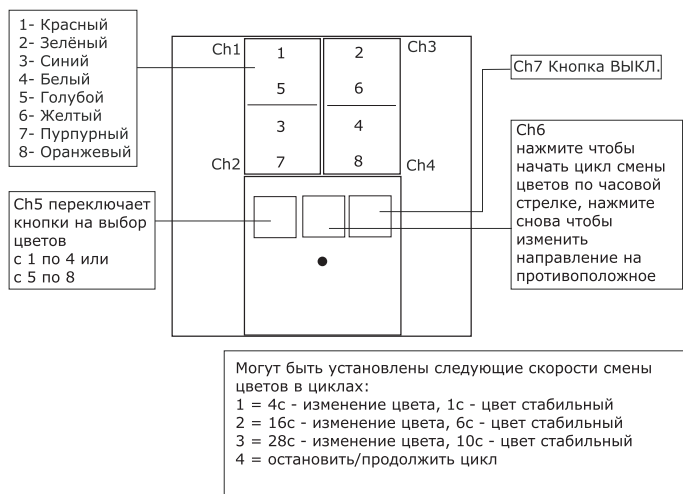 1- Красный
2- Зелёный
3- Синий
4- Белый
5- Голубой
6- Желтый
7- Пурпурный
8- Оранжевый
Ch1
1
2
Ch3
5
6
3
4
Ch2
7
8
Ch4
Ch7 Кнопка ВЫКЛ.
Ch6
нажмите чтобы
начать цикл смены
цветов по часовой
стрелке, нажмите
снова чтобы
изменить
направление на
противоположное
Ch5 переключает
кнопки на выбор
цветов
с 1 по 4 или
с 5 по 8
Могут быть установлены следующие скорости смены
цветов в циклах:
1 = 4с - изменение цвета, 1с - цвет стабильный
2 = 16с - изменение цвета, 6с - цвет стабильный
3 = 28с - изменение цвета, 10с - цвет стабильный
4 = остановить/продолжить цикл